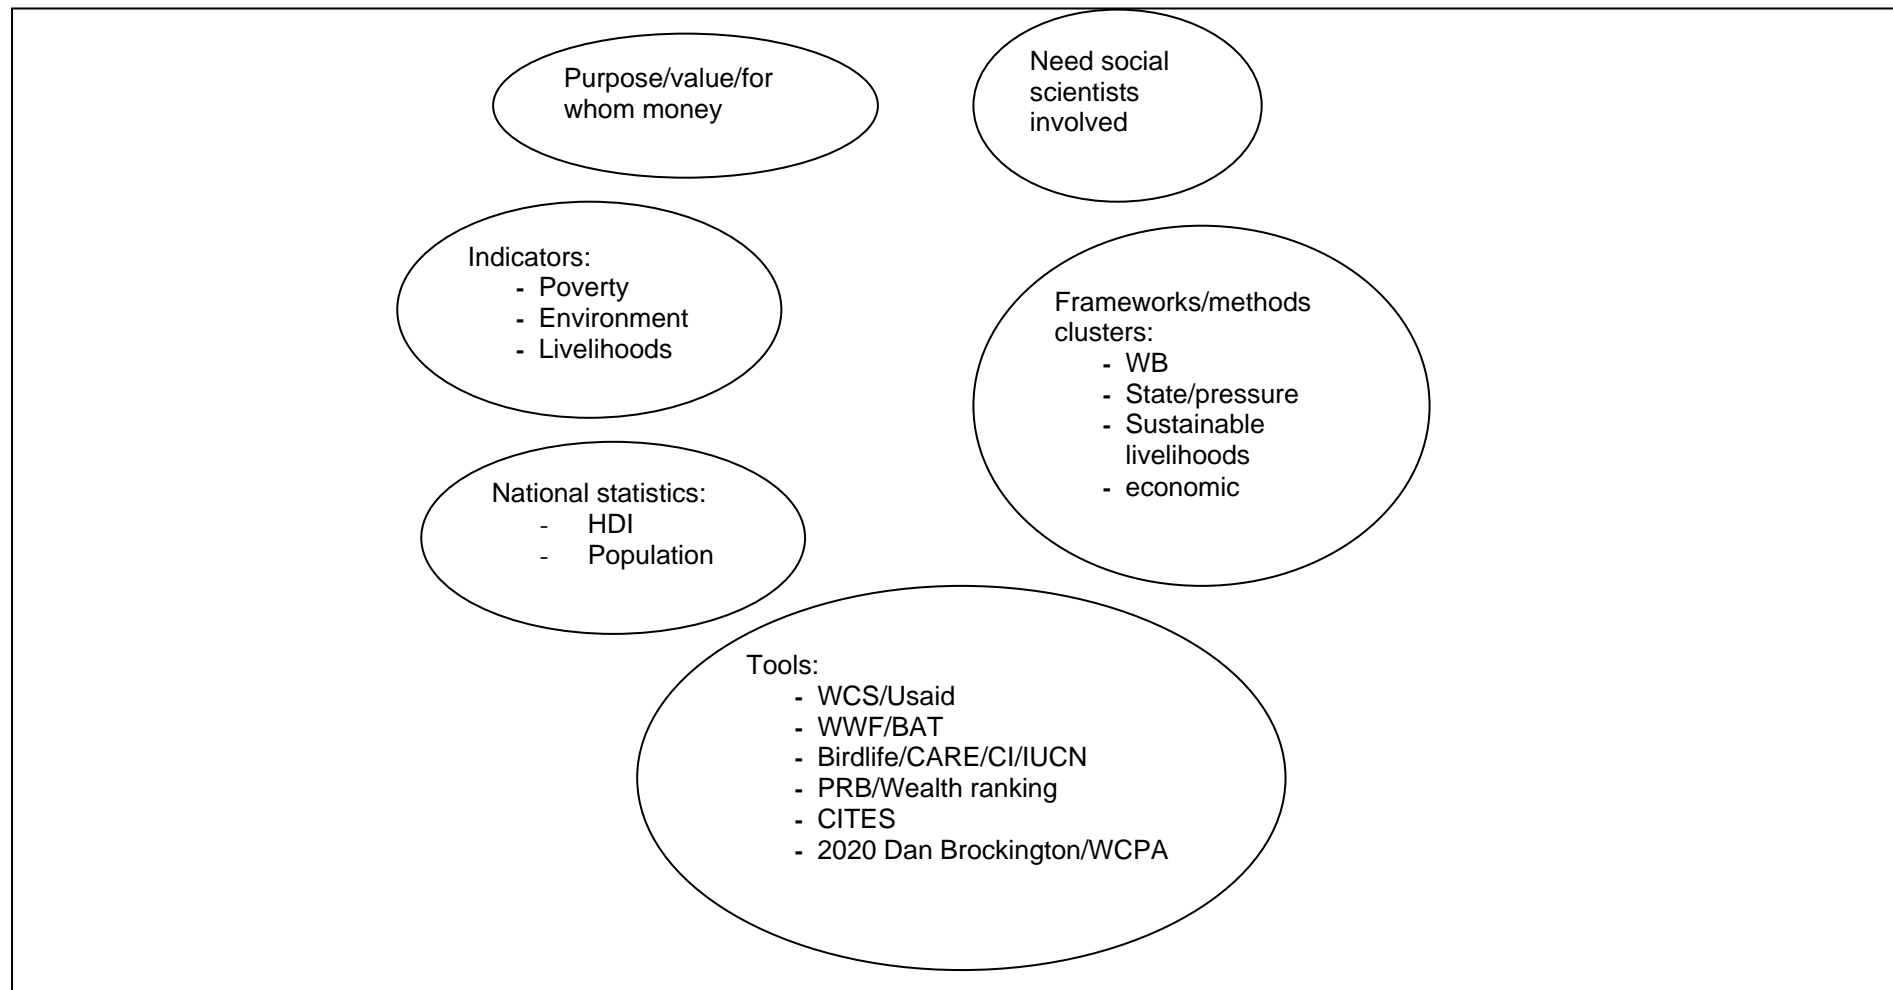 Purpose/value/for
whom money
Need social
scientists
involved
Indicators:
- Poverty
- Environment
- Livelihoods
Frameworks/methods
clusters:
- WB
- State/pressure
- Sustainable
livelihoods
- economic
National statistics:
- HDI
- Population
Tools:
- WCS/Usaid
- WWF/BAT
- Birdlife/CARE/CI/IUCN
- PRB/Wealth ranking
- CITES
- 2020 Dan Brockington/WCPA